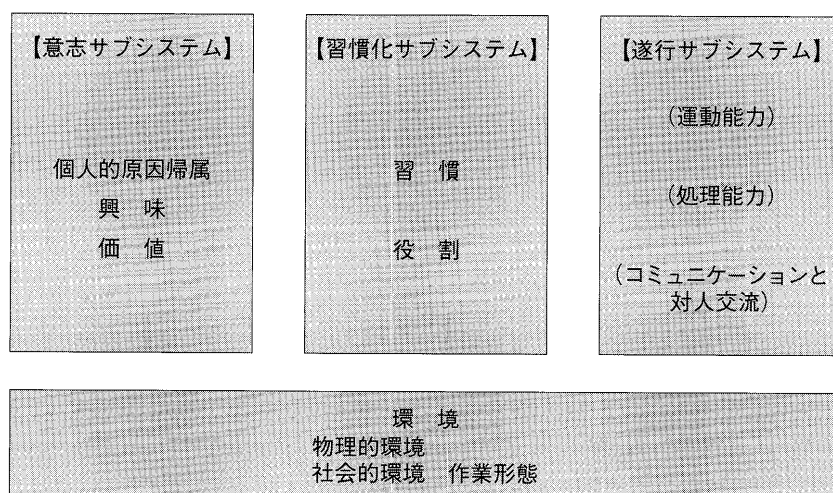 【意志サブシステム】
個人的原因帰属
興　味
価　値
【習慣化サブシステム】
習　慣
役　割
【遂行サブシステム】
（運動能力）
（処理能力）
（コミュニケーションと
対人交流）
環　境
物理的環境
社会的環境　作業形態